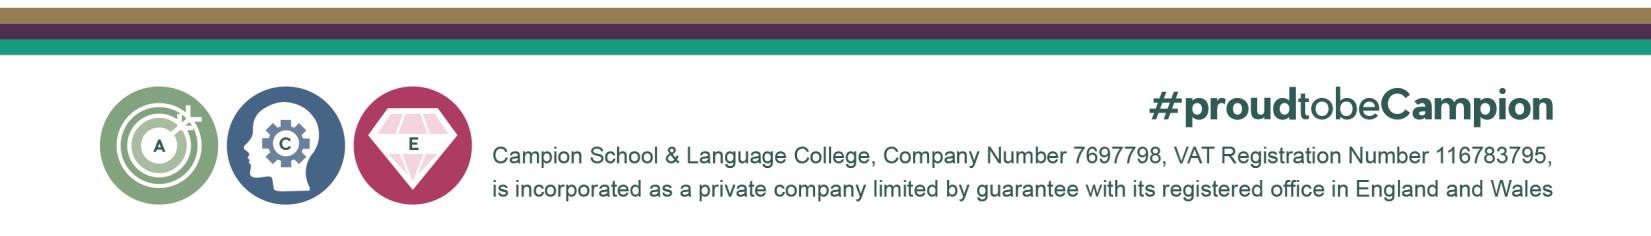 #proudtobeCampion
A C E
Campion School & Language College, Company Number 7697798, VAT Registration Number 116783795,
is incorporated as a private company limited by guarantee with its registered office in England and Wales